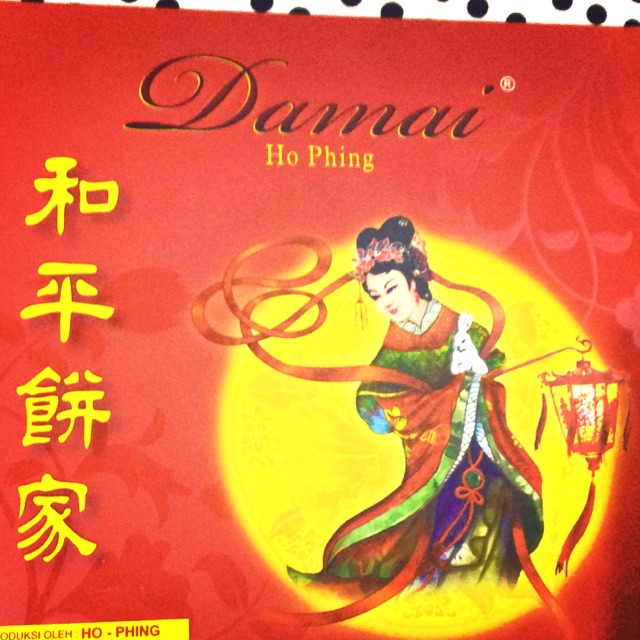 Damai®
Ho Phing
和平餅家
ODUKSI OLEH : HO - PHING